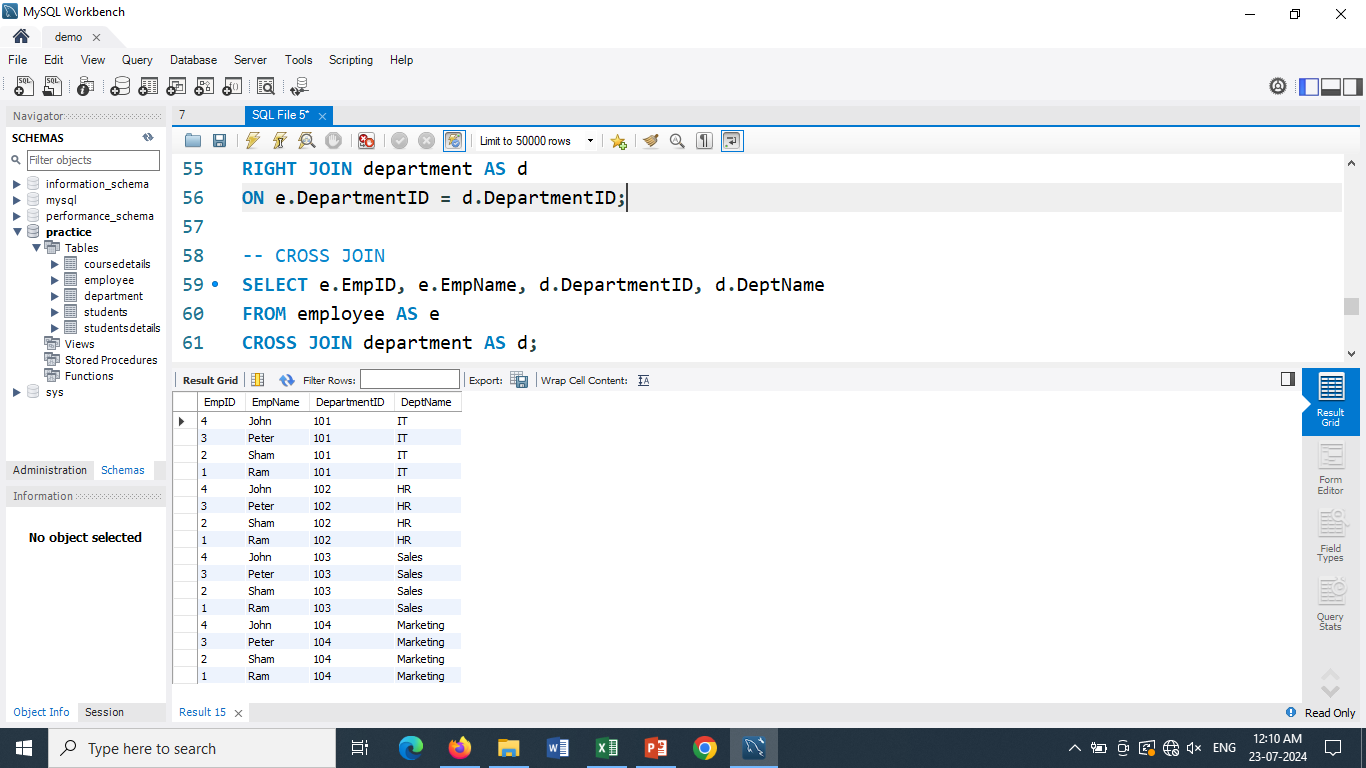 MySQL Workbench
demo
File Edit View Query Database Server Tools Scripting Help
Navigator
SCHEMAS
Filter objects
information_schema
mysql
performance_schema
practice
Tables
coursedetails
employee
department
students
studentsdetails
Views
Stored Procedures
Functions
sys
Administration Schemas
Information
No object selected
Object Info Session
7 SQL File 5*
Limit to 50000 rows
55 RIGHT JOIN department AS d
56 ON e.DepartmentID = d.DepartmentID;
57
58 -- CROSS JOIN
59 SELECT e.EmpID, e.EmpName, d.DepartmentID, d.DeptName
60 FROM employee AS e
61 CROSS JOIN department AS d;
Result Grid Filter Rows: Export: Wrap Cell Content:
EmpID EmpName DepartmentID DeptName
4 John 101 IT
3 Peter 101 IT
2 Sham 101 IT
1 Ram 101 IT
4 John 102 HR
3 Peter 102 HR
2 Sham 102 HR
1 Ram 102 HR
4 John 103 Sales
3 Peter 103 Sales
2 Sham 103 Sales
1 Ram 103 Sales
4 John 104 Marketing
3 Peter 104 Marketing
2 Sham 104 Marketing
1 Ram 104 Marketing
Result
Grid
Form
Editor
Field
Types
Query
Stats
Result 15
Read Only
Type here to search
ENG
12:10 AM
23-07-2024